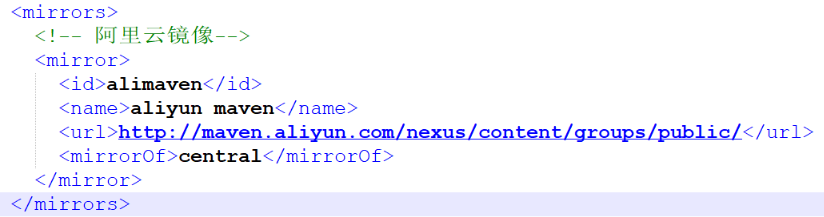 <mirrors>
<!-- 阿里云镜像-->
<mirror>
<id>alimaven</id>
<name>aliyun maven</name>
<url>http://maven.aliyun.com/nexus/content/groups/public/</url>
<mirrorOf>central</mirrorOf>
</mirror>
</mirrors>